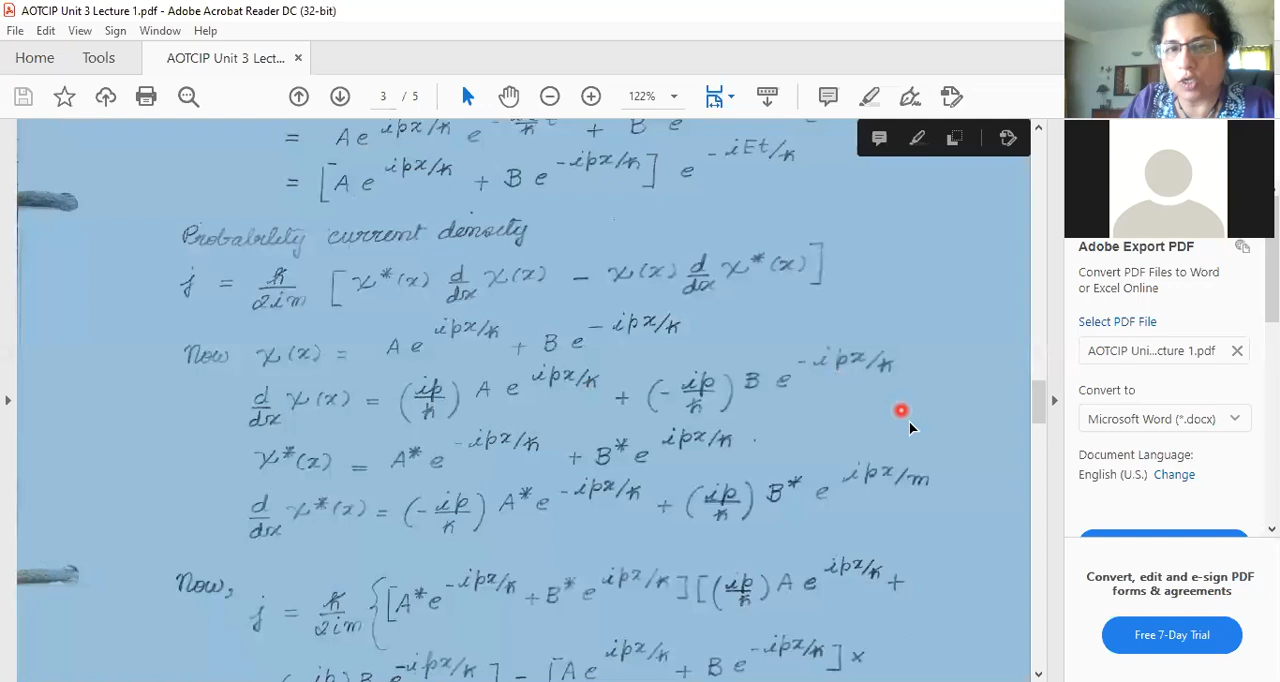 AOTCIP Unit 3 Lecture 1.pdf - Adobe Acrobat Reader DC (32-bit)
File Edit View Sign Window Help
Home Tools AOTCIP Unit 3 Lect... ×
3 / 5 122%
= A e^{ipx/ħ} e + B e
= [A e^{ipx/ħ} + B e^{-ipx/ħ}] e^{-iEt/ħ}
Probability current density
j = ħ/2im [χ*(x) d/dx χ(x) - χ(x) d/dx χ*(x)]
Now χ(x) = A e^{ipx/ħ} + B e^{-ipx/ħ}
d/dx χ(x) = (ip/ħ) A e^{ipx/ħ} + (-ip/ħ) B e^{-ipx/ħ}
χ*(x) = A* e^{-ipx/ħ} + B* e^{ipx/ħ}.
d/dx χ*(x) = (-ip/ħ) A* e^{-ipx/ħ} + (ip/ħ) B* e^{ipx/m}
Now,
j = ħ/2im {[A* e^{-ipx/ħ} + B* e^{ipx/ħ}] [(ip/ħ) A e^{ipx/ħ} +
B e^{-ipx/ħ}] - [A e^{ipx/ħ} + B e^{-ipx/ħ}] ×
Adobe Export PDF
Convert PDF Files to Word
or Excel Online
Select PDF File
AOTCIP Uni...cture 1.pdf ×
Convert to
Microsoft Word (*.docx)
Document Language:
English (U.S.) Change
Convert, edit and e-sign PDF
forms & agreements
Free 7-Day Trial